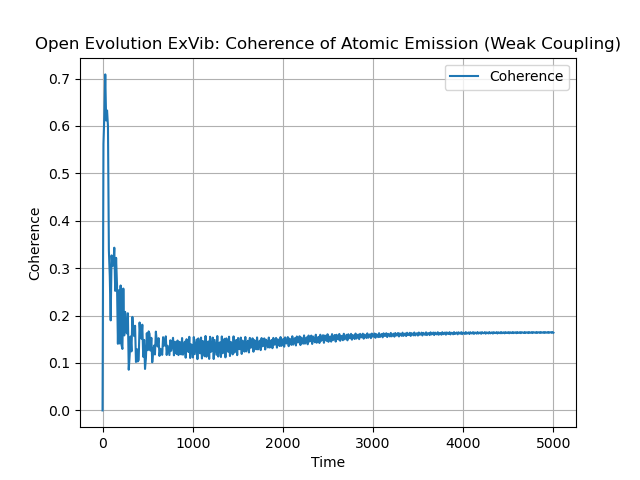 Open Evolution ExVib: Coherence of Atomic Emission (Weak Coupling)
Coherence
0.7
0.6
0.5
0.4
0.3
0.2
0.1
0.0
Coherence
0 1000 2000 3000 4000 5000
Time